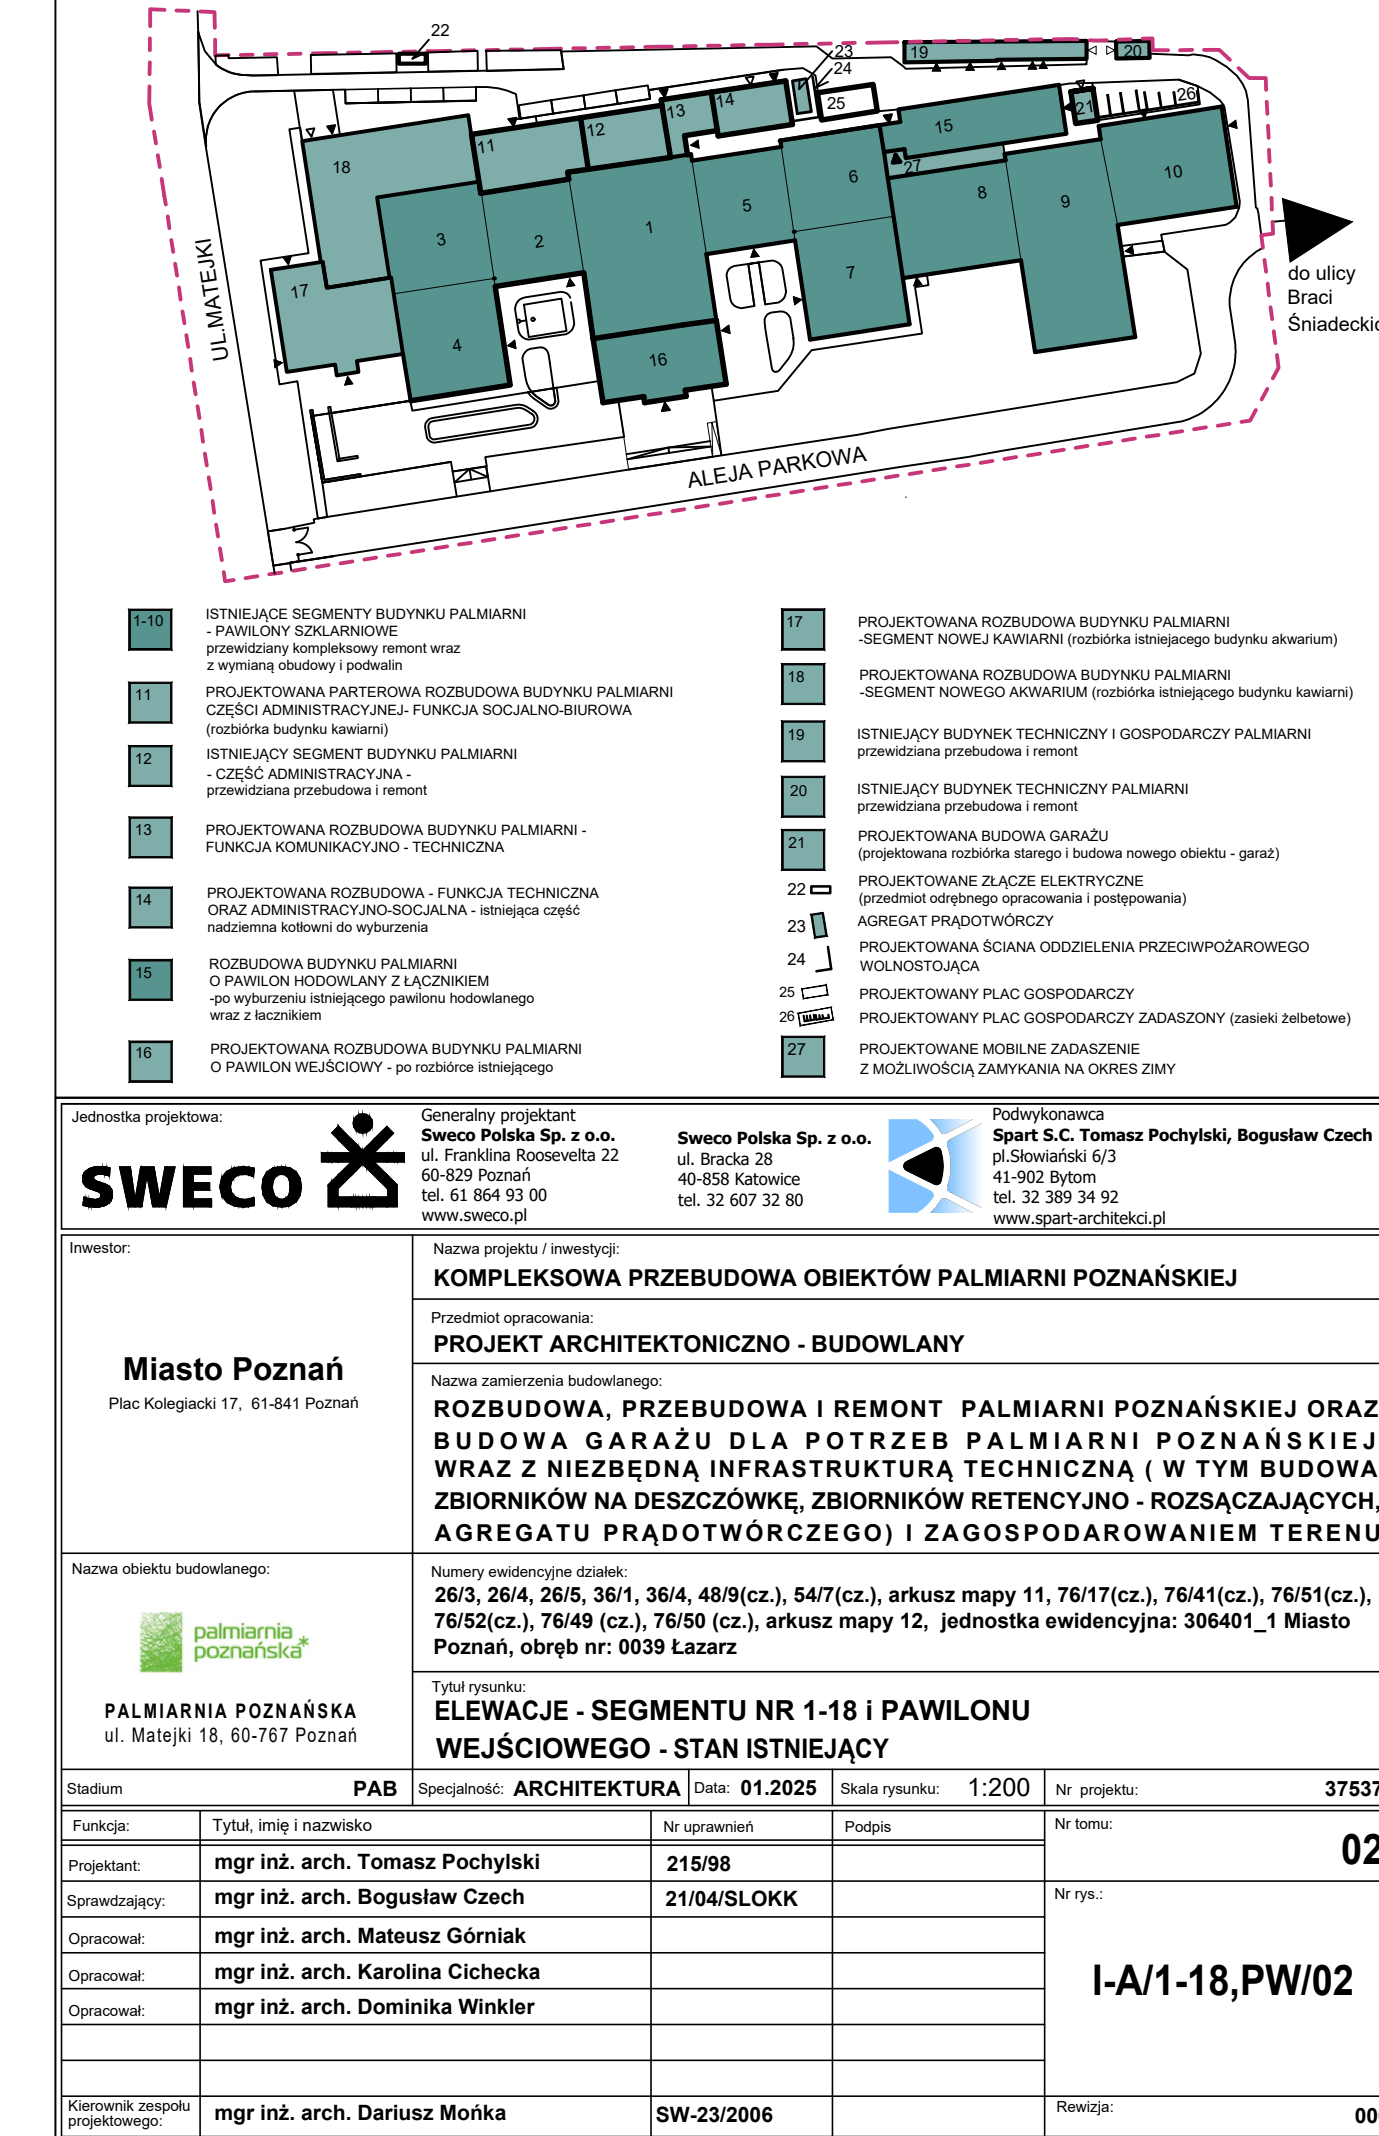 22
23
24
19
20
25
26
21
13
14
12
11
15
18
27
10
6
8
9
5
1
3
2
7
17
4
16
UL.MATEJKI
ALEJA PARKOWA
do ulicy
Braci
1-10
ISTNIEJĄCE SEGMENTY BUDYNKU PALMIARNI
- PAWILONY SZKLARNIOWE
przewidziany kompleksowy remont wraz
z wymianą obudowy i podwalin
11
PROJEKTOWANA PARTEROWA ROZBUDOWA BUDYNKU PALMIARNI
CZĘŚCI ADMINISTRACYJNEJ- FUNKCJA SOCJALNO-BIUROWA
(rozbiórka budynku kawiarni)
12
ISTNIEJĄCY SEGMENT BUDYNKU PALMIARNI
- CZĘŚĆ ADMINISTRACYJNA -
przewidziana przebudowa i remont
13
PROJEKTOWANA ROZBUDOWA BUDYNKU PALMIARNI -
FUNKCJA KOMUNIKACYJNO - TECHNICZNA
14
PROJEKTOWANA ROZBUDOWA - FUNKCJA TECHNICZNA
ORAZ ADMINISTRACYJNO-SOCJALNA - istniejąca część
nadziemna kotłowni do wyburzenia
15
ROZBUDOWA BUDYNKU PALMIARNI
O PAWILON HODOWLANY Z ŁĄCZNIKIEM
-po wyburzeniu istniejącego pawilonu hodowlanego
wraz z łacznikiem
16
PROJEKTOWANA ROZBUDOWA BUDYNKU PALMIARNI
O PAWILON WEJŚCIOWY - po rozbiórce istniejącego
17
PROJEKTOWANA ROZBUDOWA BUDYNKU PALMIARNI
-SEGMENT NOWEJ KAWIARNI (rozbiórka istniejacego budynku akwarium)
18
PROJEKTOWANA ROZBUDOWA BUDYNKU PALMIARNI
-SEGMENT NOWEGO AKWARIUM (rozbiórka istniejącego budynku kawiarni)
19
ISTNIEJĄCY BUDYNEK TECHNICZNY I GOSPODARCZY PALMIARNI
przewidziana przebudowa i remont
20
ISTNIEJĄCY BUDYNEK TECHNICZNY PALMIARNI
przewidziana przebudowa i remont
21
PROJEKTOWANA BUDOWA GARAŻU
(projektowana rozbiórka starego i budowa nowego obiektu - garaż)
22
PROJEKTOWANE ZŁĄCZE ELEKTRYCZNE
(przedmiot odrębnego opracowania i postępowania)
23
AGREGAT PRĄDOTWÓRCZY
24
PROJEKTOWANA ŚCIANA ODDZIELENIA PRZECIWPOŻAROWEGO
WOLNOSTOJĄCA
25
PROJEKTOWANY PLAC GOSPODARCZY
26
PROJEKTOWANY PLAC GOSPODARCZY ZADASZONY (zasieki żelbetowe)
27
PROJEKTOWANE MOBILNE ZADASZENIE
Z MOŻLIWOŚCIĄ ZAMYKANIA NA OKRES ZIMY
Jednostka projektowa:
SWECO
Generalny projektant
Sweco Polska Sp. z o.o.
ul. Franklina Roosevelta 22
60-829 Poznań
tel. 61 864 93 00
www.sweco.pl
Sweco Polska Sp. z o.o.
ul. Bracka 28
40-858 Katowice
tel. 32 607 32 80
Podwykonawca
Spart S.C. Tomasz Pochylski, Bogusław Czech
pl.Słowiański 6/3
41-902 Bytom
tel. 32 389 34 92
www.spart-architekci.pl
Inwestor:
Miasto Poznań
Plac Kolegiacki 17, 61-841 Poznań
Nazwa projektu / inwestycji:
KOMPLEKSOWA PRZEBUDOWA OBIEKTÓW PALMIARNI POZNAŃSKIEJ
Przedmiot opracowania:
PROJEKT ARCHITEKTONICZNO - BUDOWLANY
Nazwa zamierzenia budowlanego:
ROZBUDOWA, PRZEBUDOWA I REMONT PALMIARNI POZNAŃSKIEJ ORAZ
BUDOWA GARAŻU DLA POTRZEB PALMIARNI POZNAŃSKIEJ
WRAZ Z NIEZBĘDNĄ INFRASTRUKTURĄ TECHNICZNĄ ( W TYM BUDOWA
ZBIORNIKÓW NA DESZCZÓWKĘ, ZBIORNIKÓW RETENCYJNO - ROZSĄCZAJĄCYCH,
AGREGATU PRĄDOTWÓRCZEGO) I ZAGOSPODAROWANIEM TERENU
Nazwa obiektu budowlanego:
palmiarnia
poznańska*
PALMIARNIA POZNAŃSKA
ul. Matejki 18, 60-767 Poznań
Numery ewidencyjne działek:
26/3, 26/4, 26/5, 36/1, 36/4, 48/9(cz.), 54/7(cz.), arkusz mapy 11, 76/17(cz.), 76/41(cz.), 76/51(cz.),
76/52(cz.), 76/49 (cz.), 76/50 (cz.), arkusz mapy 12, jednostka ewidencyjna: 306401_1 Miasto
Poznań, obręb nr: 0039 Łazarz
Tytuł rysunku:
ELEWACJE - SEGMENTU NR 1-18 i PAWILONU
WEJŚCIOWEGO - STAN ISTNIEJĄCY
Stadium PAB Specjalność: ARCHITEKTURA Data: 01.2025 Skala rysunku: 1:200 Nr projektu: 37537
Funkcja: Tytuł, imię i nazwisko Nr uprawnień Podpis Nr tomu: 02
Projektant: mgr inż. arch. Tomasz Pochylski 215/98
Sprawdzający: mgr inż. arch. Bogusław Czech 21/04/SLOKK Nr rys.:
Opracował: mgr inż. arch. Mateusz Górniak
Opracował: mgr inż. arch. Karolina Cichecka
I-A/1-18,PW/02
Opracował: mgr inż. arch. Dominika Winkler
Kierownik zespołu
projektowego: mgr inż. arch. Dariusz Mońka SW-23/2006 Rewizja: